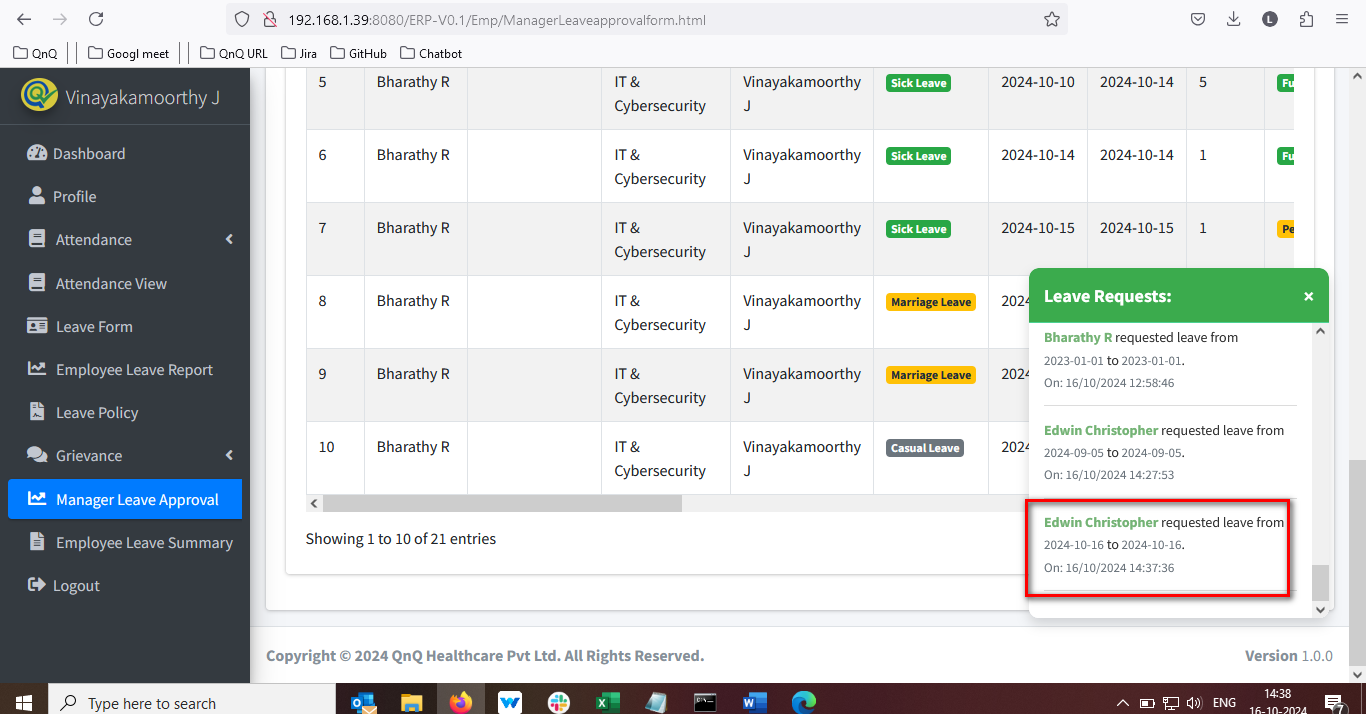 192.168.1.39:8080/ERP-V0.1/Emp/ManagerLeaveapprovalform.html
L
QnQ
Googl meet
QnQ URL
Jira
GitHub
Chatbot
Vinayakamoorthy J
Dashboard
Profile
Attendance
Attendance View
Leave Form
Employee Leave Report
Leave Policy
Grievance
Manager Leave Approval
Employee Leave Summary
Logout
5 Bharathy R IT & Vinayakamoorthy Sick Leave 2024-10-10 2024-10-14 5 Fu
Cybersecurity J
6 Bharathy R IT & Vinayakamoorthy Sick Leave 2024-10-14 2024-10-14 1 Fu
Cybersecurity J
7 Bharathy R IT & Vinayakamoorthy Sick Leave 2024-10-15 2024-10-15 1 Pe
Cybersecurity J
8 Bharathy R IT & Vinayakamoorthy Marriage Leave 2024
Cybersecurity J
9 Bharathy R IT & Vinayakamoorthy Marriage Leave 2024
Cybersecurity J
10 Bharathy R IT & Vinayakamoorthy Casual Leave 2024
Cybersecurity J
Showing 1 to 10 of 21 entries
Leave Requests: ×
Bharathy R requested leave from
2023-01-01 to 2023-01-01.
On: 16/10/2024 12:58:46
Edwin Christopher requested leave from
2024-09-05 to 2024-09-05.
On: 16/10/2024 14:27:53
Edwin Christopher requested leave from
2024-10-16 to 2024-10-16.
On: 16/10/2024 14:37:36
Copyright © 2024 QnQ Healthcare Pvt Ltd. All Rights Reserved.
Version 1.0.0
Type here to search
ENG
14:38
16-10-2024
7